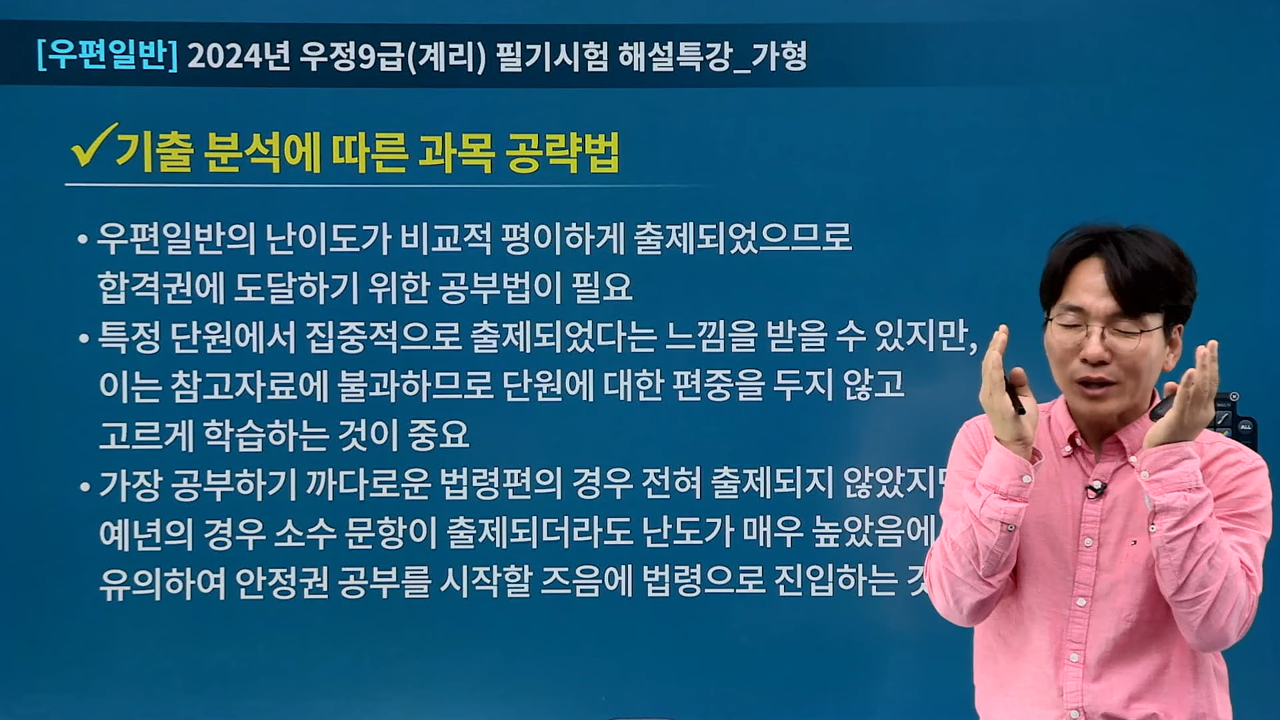 [우편일반] 2024년 우정9급(계리) 필기시험 해설특강_가형
✓기출 분석에 따른 과목 공략법
• 우편일반의 난이도가 비교적 평이하게 출제되었으므로
합격권에 도달하기 위한 공부법이 필요
• 특정 단원에서 집중적으로 출제되었다는 느낌을 받을 수 있지만,
이는 참고자료에 불과하므로 단원에 대한 편중을 두지 않고
고르게 학습하는 것이 중요
• 가장 공부하기 까다로운 법령편의 경우 전혀 출제되지 않았지만
예년의 경우 소수 문항이 출제되더라도 난도가 매우 높았음에
유의하여 안정권 공부를 시작할 즈음에 법령으로 진입하는
ALL